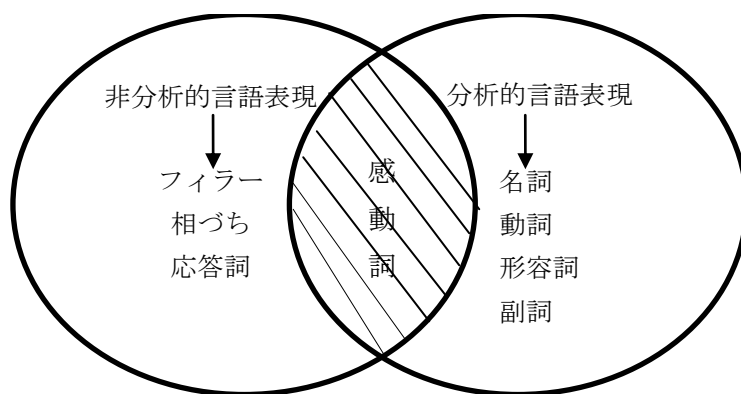 非分析的言語表現
フィラー
相づち
応答詞
感
動
詞
分析的言語表現
名詞
動詞
形容詞
副詞